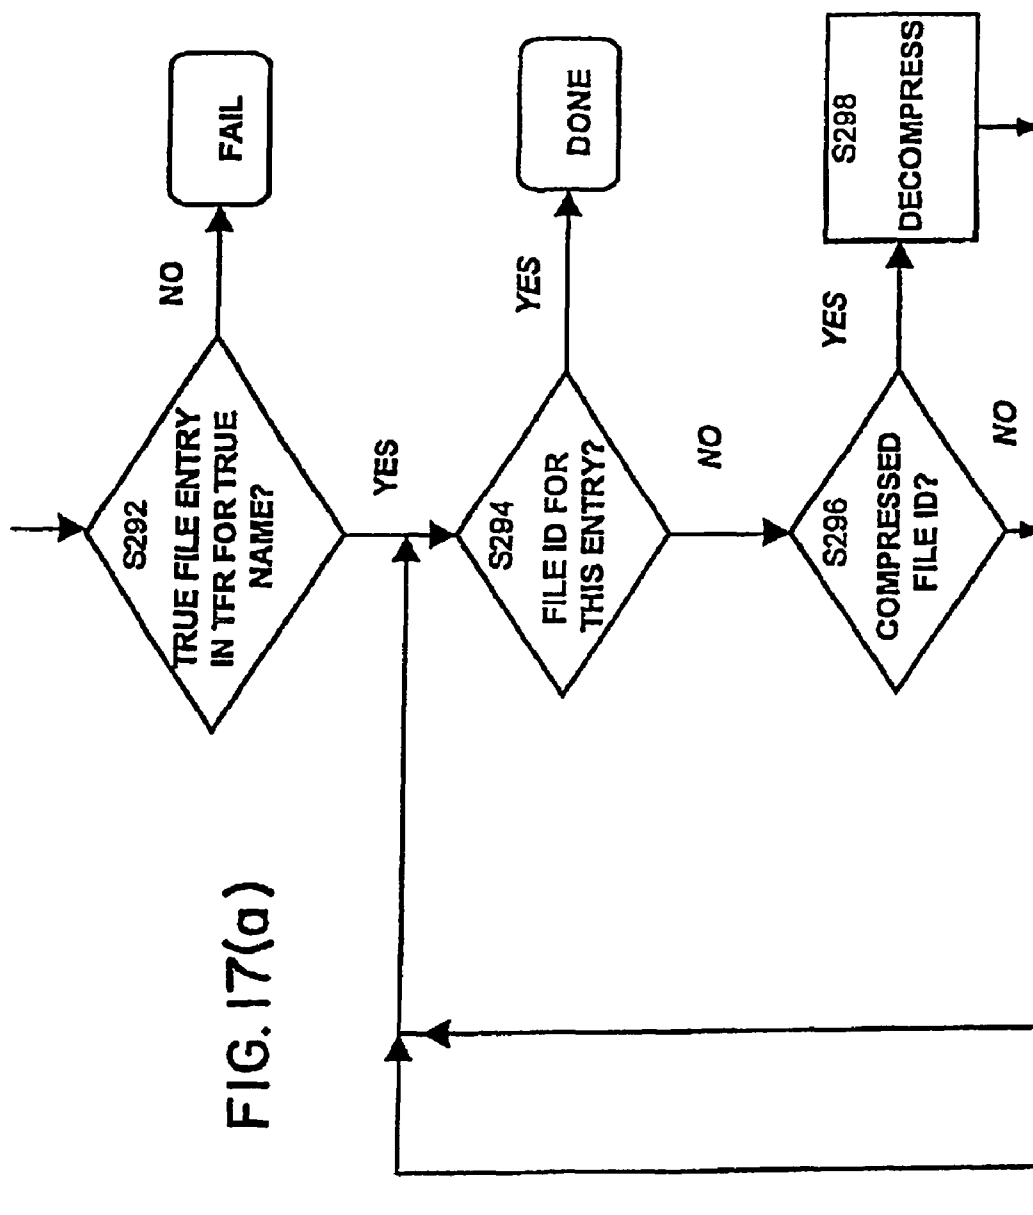 FIG. 17(a)
S292
TRUE FILE ENTRY
IN TFR FOR TRUE
NAME?
NO
FAIL
YES
S294
FILE ID FOR
THIS ENTRY?
YES
DONE
NO
S296
COMPRESSED
FILE ID?
YES
S298
DECOMPRESS
NO